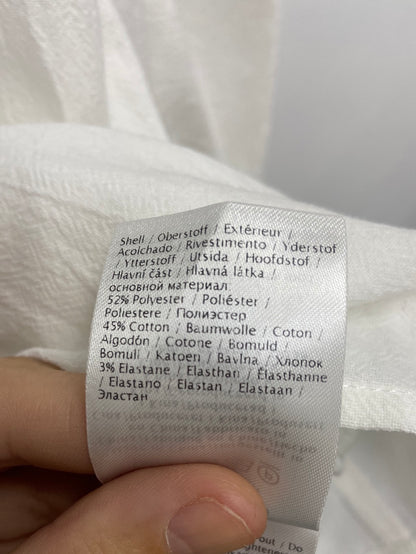 Shell / Oberstoff / Extérieur /
Acolchado / Rivestimento / Yderstof
/ Ytterstoff / Utsida / Hoofdstof /
Hlavní část / Hlavná látka /
основной материал:
52% Polyester / Poliéster /
Poliestere / Полиэстер
45% Cotton / Baumwolle / Coton /
Algodón / Cotone / Bomuld /
Bomull / Katoen / Bavlna / Хлопок
3% Elastane / Elasthan / Élasthanne
/ Elastano / Elastan / Elastaan /
Эластан
out / Do